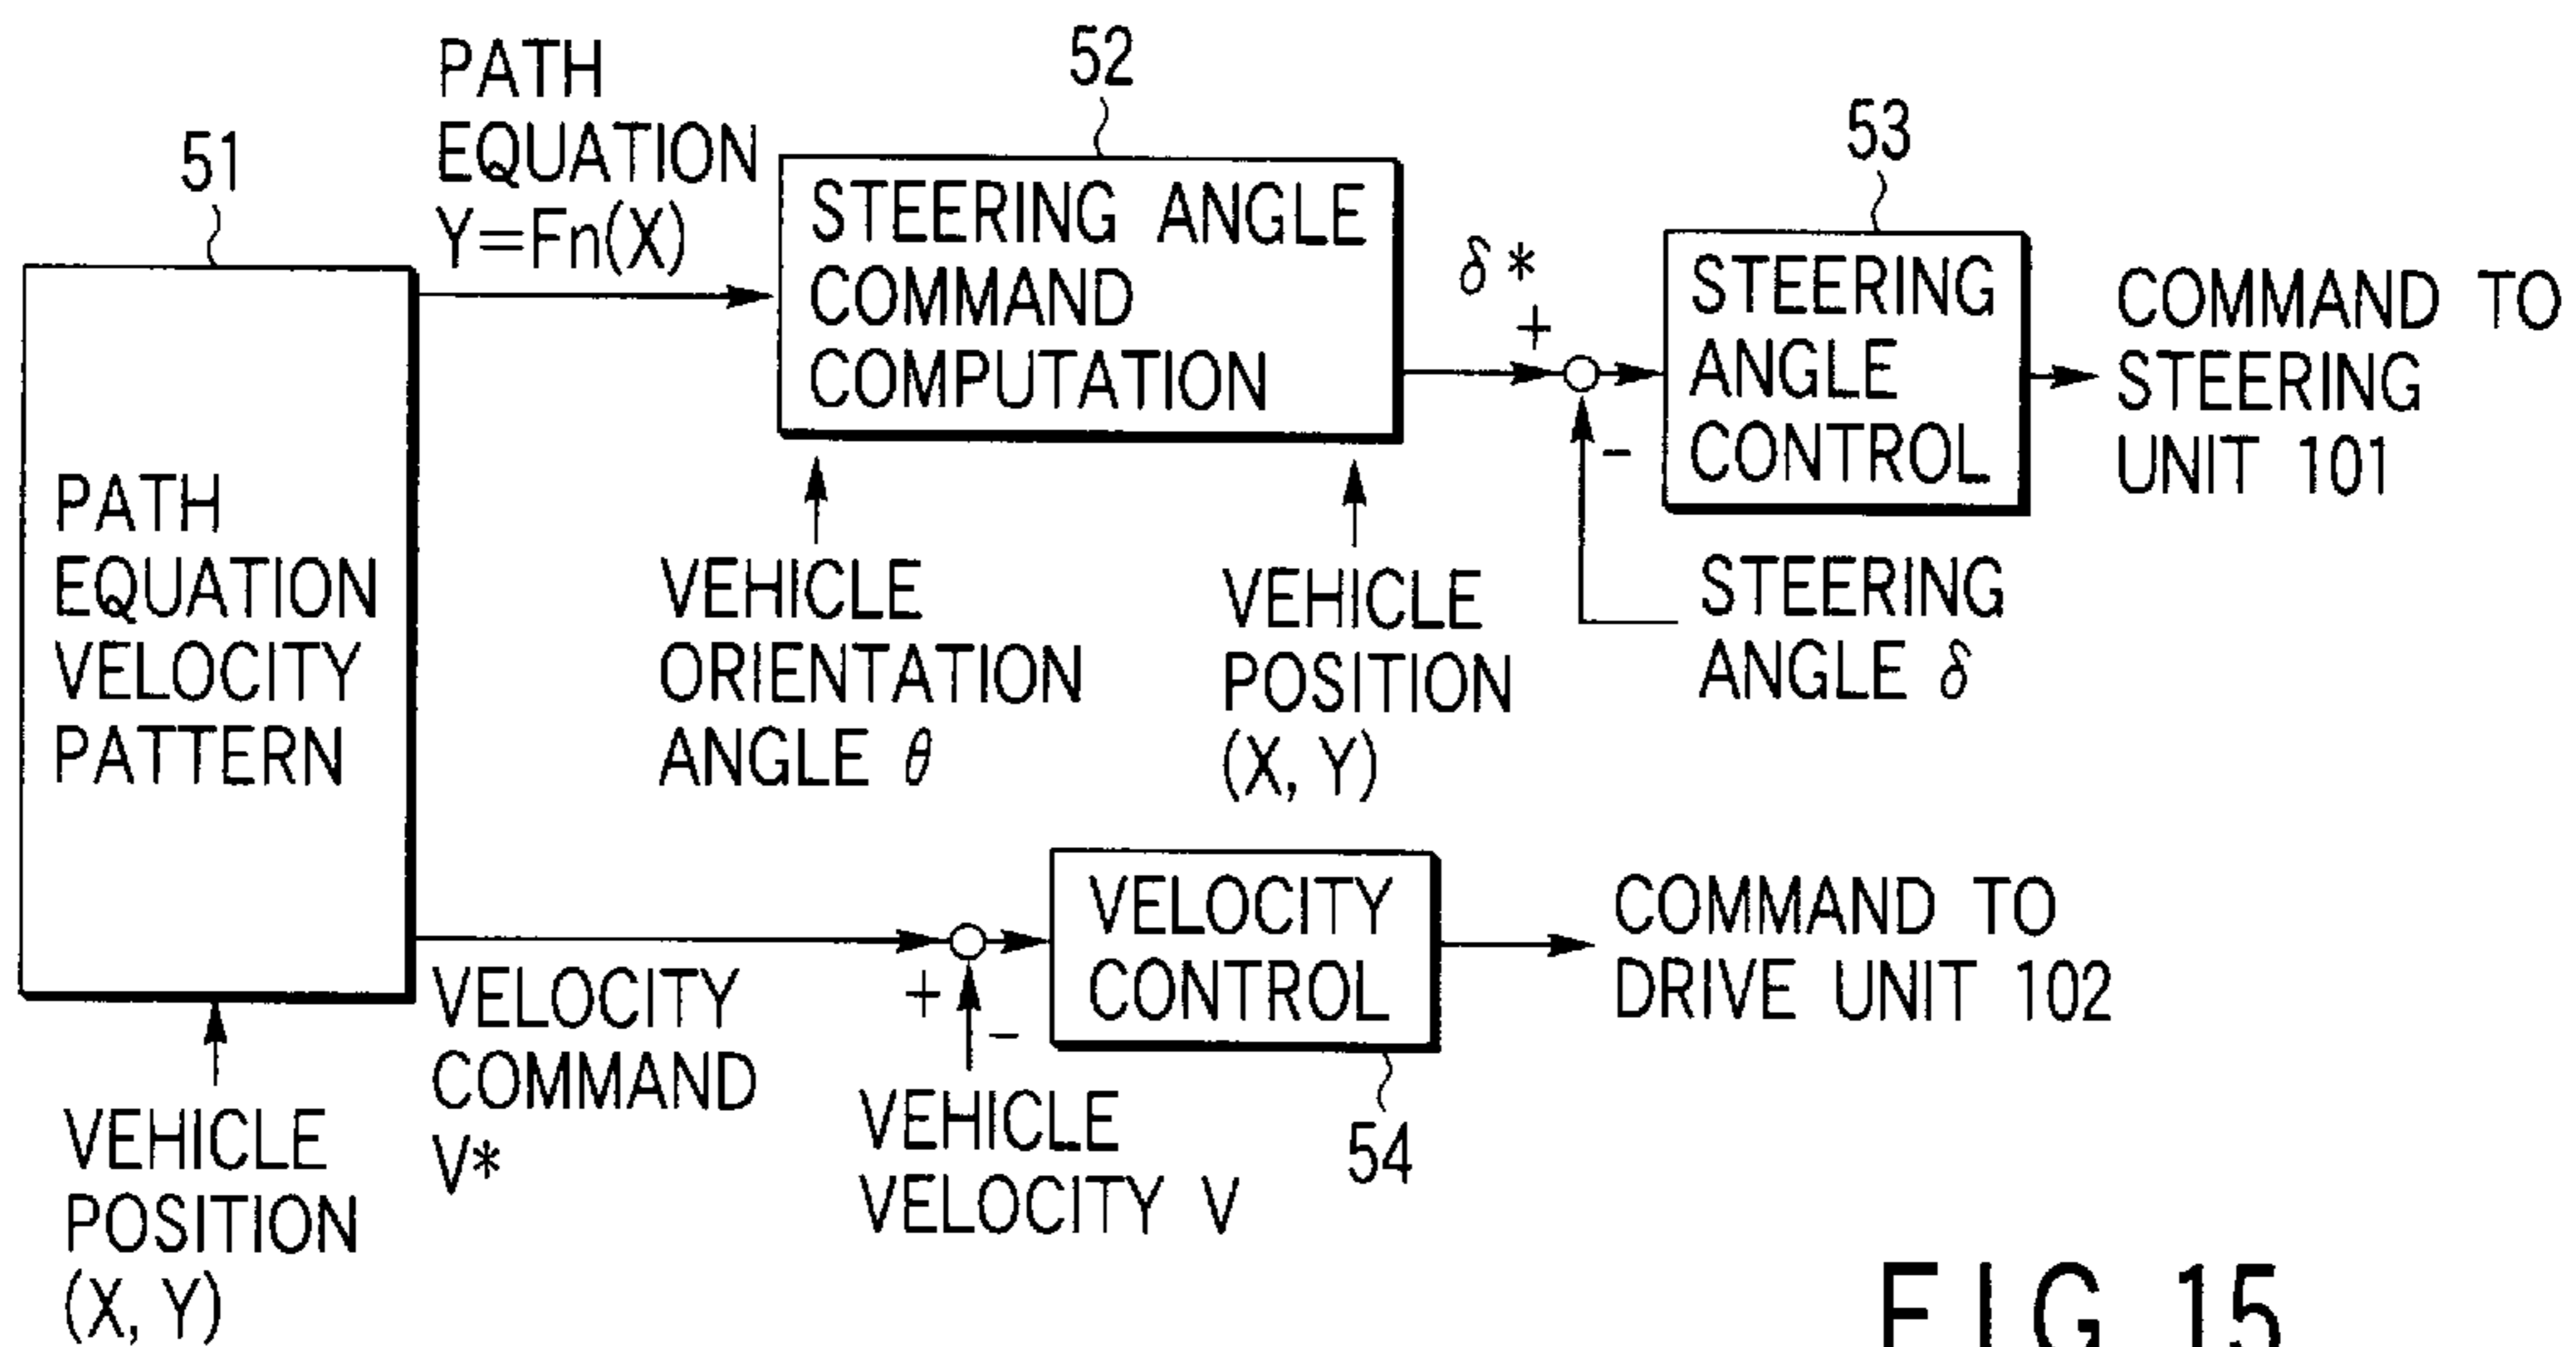 51
PATH
EQUATION
Y=Fn(X)
52
53
PATH
EQUATION
VELOCITY
PATTERN
STEERING ANGLE
COMMAND
COMPUTATION
δ*
+
-
STEERING
ANGLE
CONTROL
COMMAND TO
STEERING
UNIT 101
VEHICLE
ORIENTATION
ANGLE θ
VEHICLE
POSITION
(X, Y)
STEERING
ANGLE δ
VELOCITY
COMMAND
V*
+
-
VELOCITY
CONTROL
COMMAND TO
DRIVE UNIT 102
VEHICLE
POSITION
(X, Y)
VEHICLE
VELOCITY V
54
FIG 15